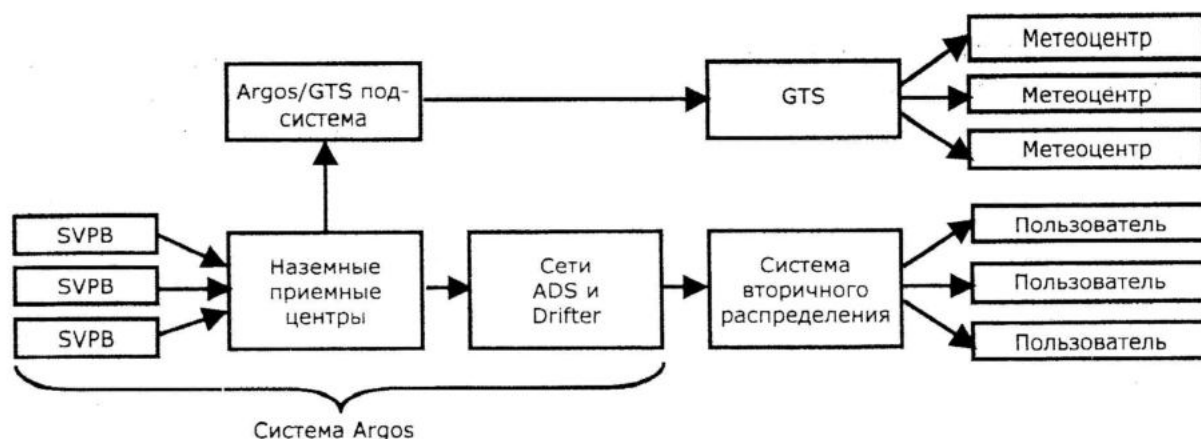 Argos/GTS под-
система
GTS
Метеоцентр
Метеоцентр
Метеоцентр
SVPB
SVPB
SVPB
Наземные
приемные
центры
Сети
ADS и
Drifter
Система
вторичного
распределения
Пользователь
Пользователь
Пользователь
Система Argos